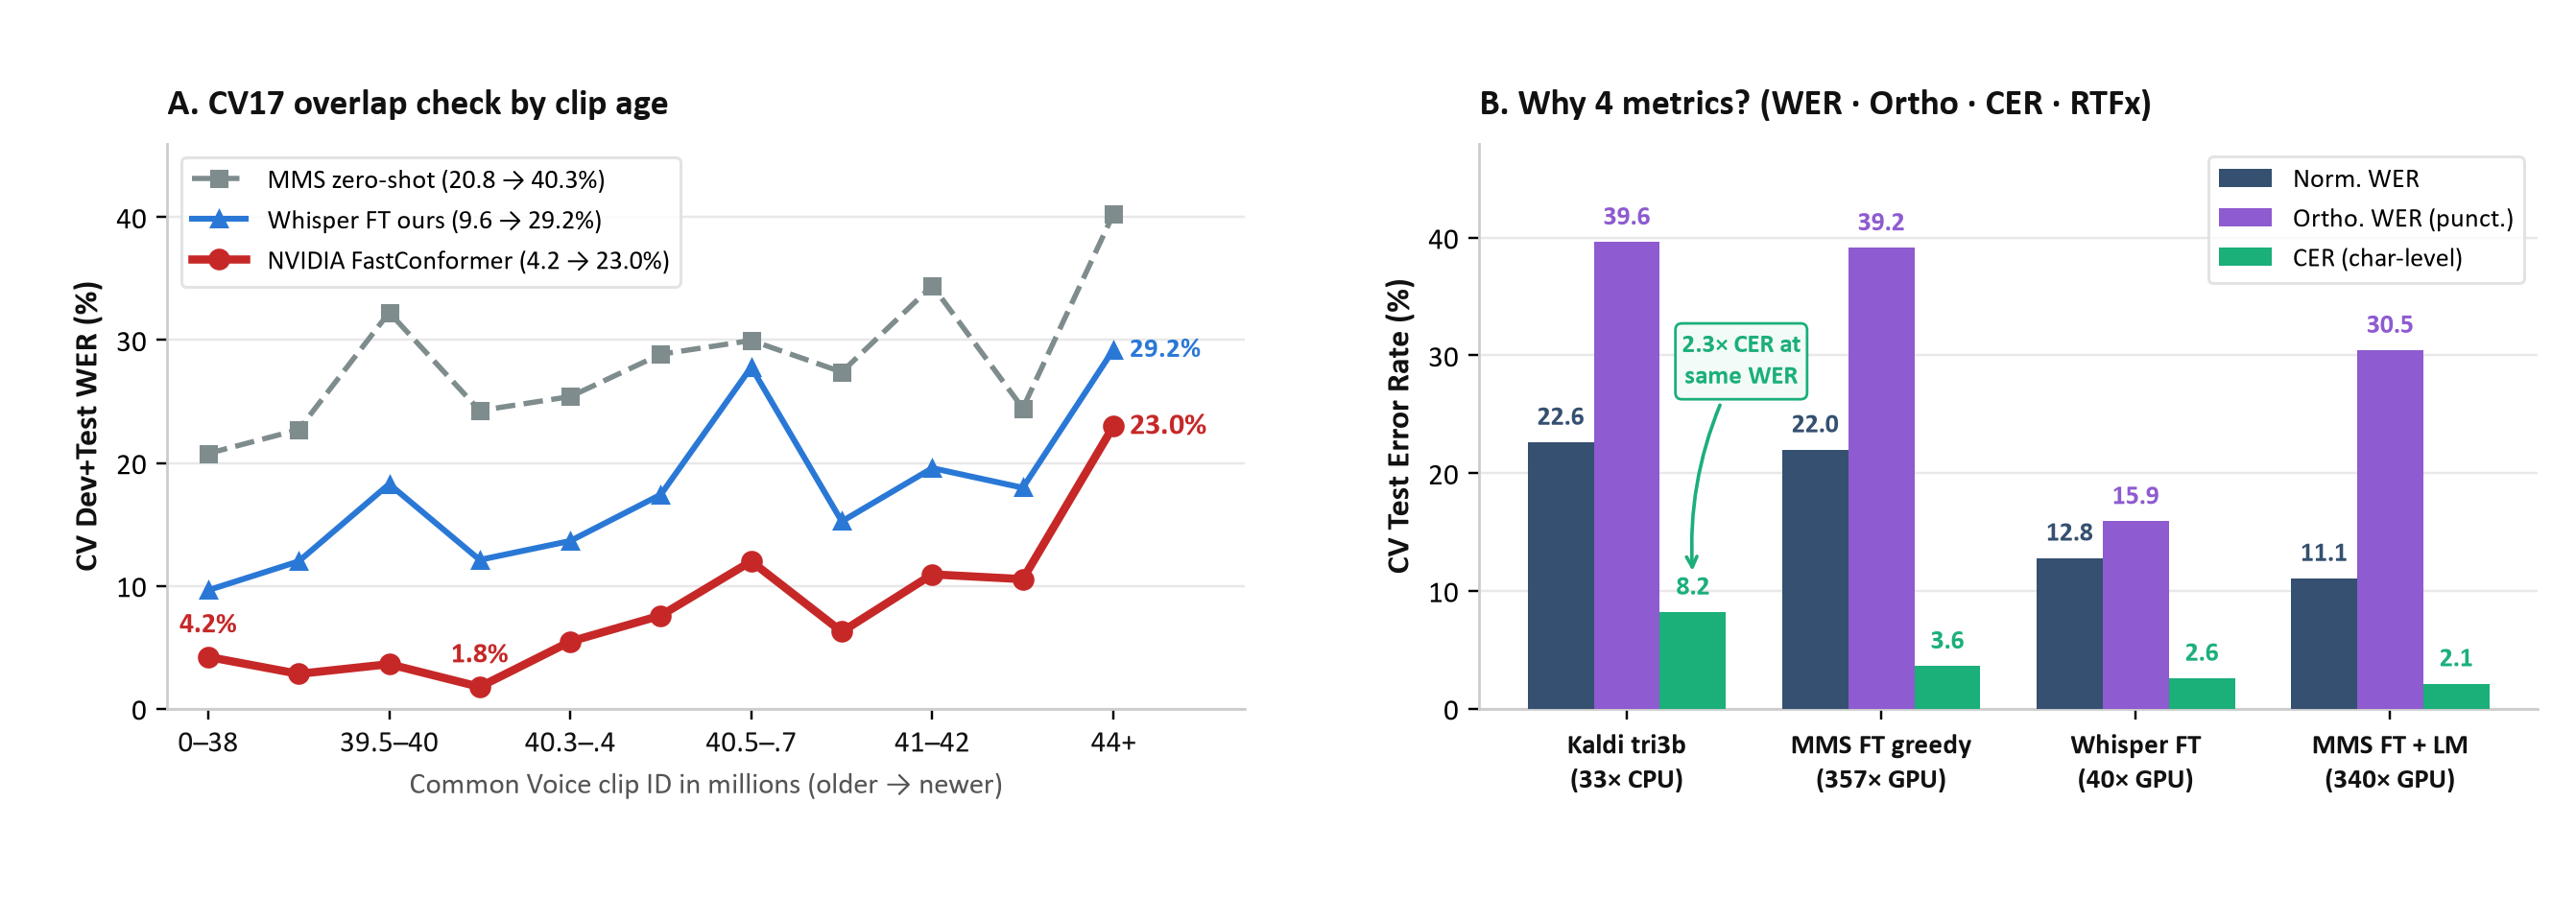 A. CV17 overlap check by clip age
MMS zero-shot (20.8 → 40.3%)
Whisper FT ours (9.6 → 29.2%)
NVIDIA FastConformer (4.2 → 23.0%)
CV Dev+Test WER (%)
40
30
20
10
0
29.2%
23.0%
4.2%
1.8%
0–38
39.5–40
40.3–.4
40.5–.7
41–42
44+
Common Voice clip ID in millions (older → newer)
B. Why 4 metrics? (WER · Ortho · CER · RTFx)
Norm. WER
Ortho. WER (punct.)
CER (char-level)
CV Test Error Rate (%)
40
30
20
10
0
22.6
39.6
8.2
2.3× CER at
same WER
22.0
39.2
3.6
12.8
15.9
2.6
11.1
30.5
2.1
Kaldi tri3b
(33× CPU)
MMS FT greedy
(357× GPU)
Whisper FT
(40× GPU)
MMS FT + LM
(340× GPU)